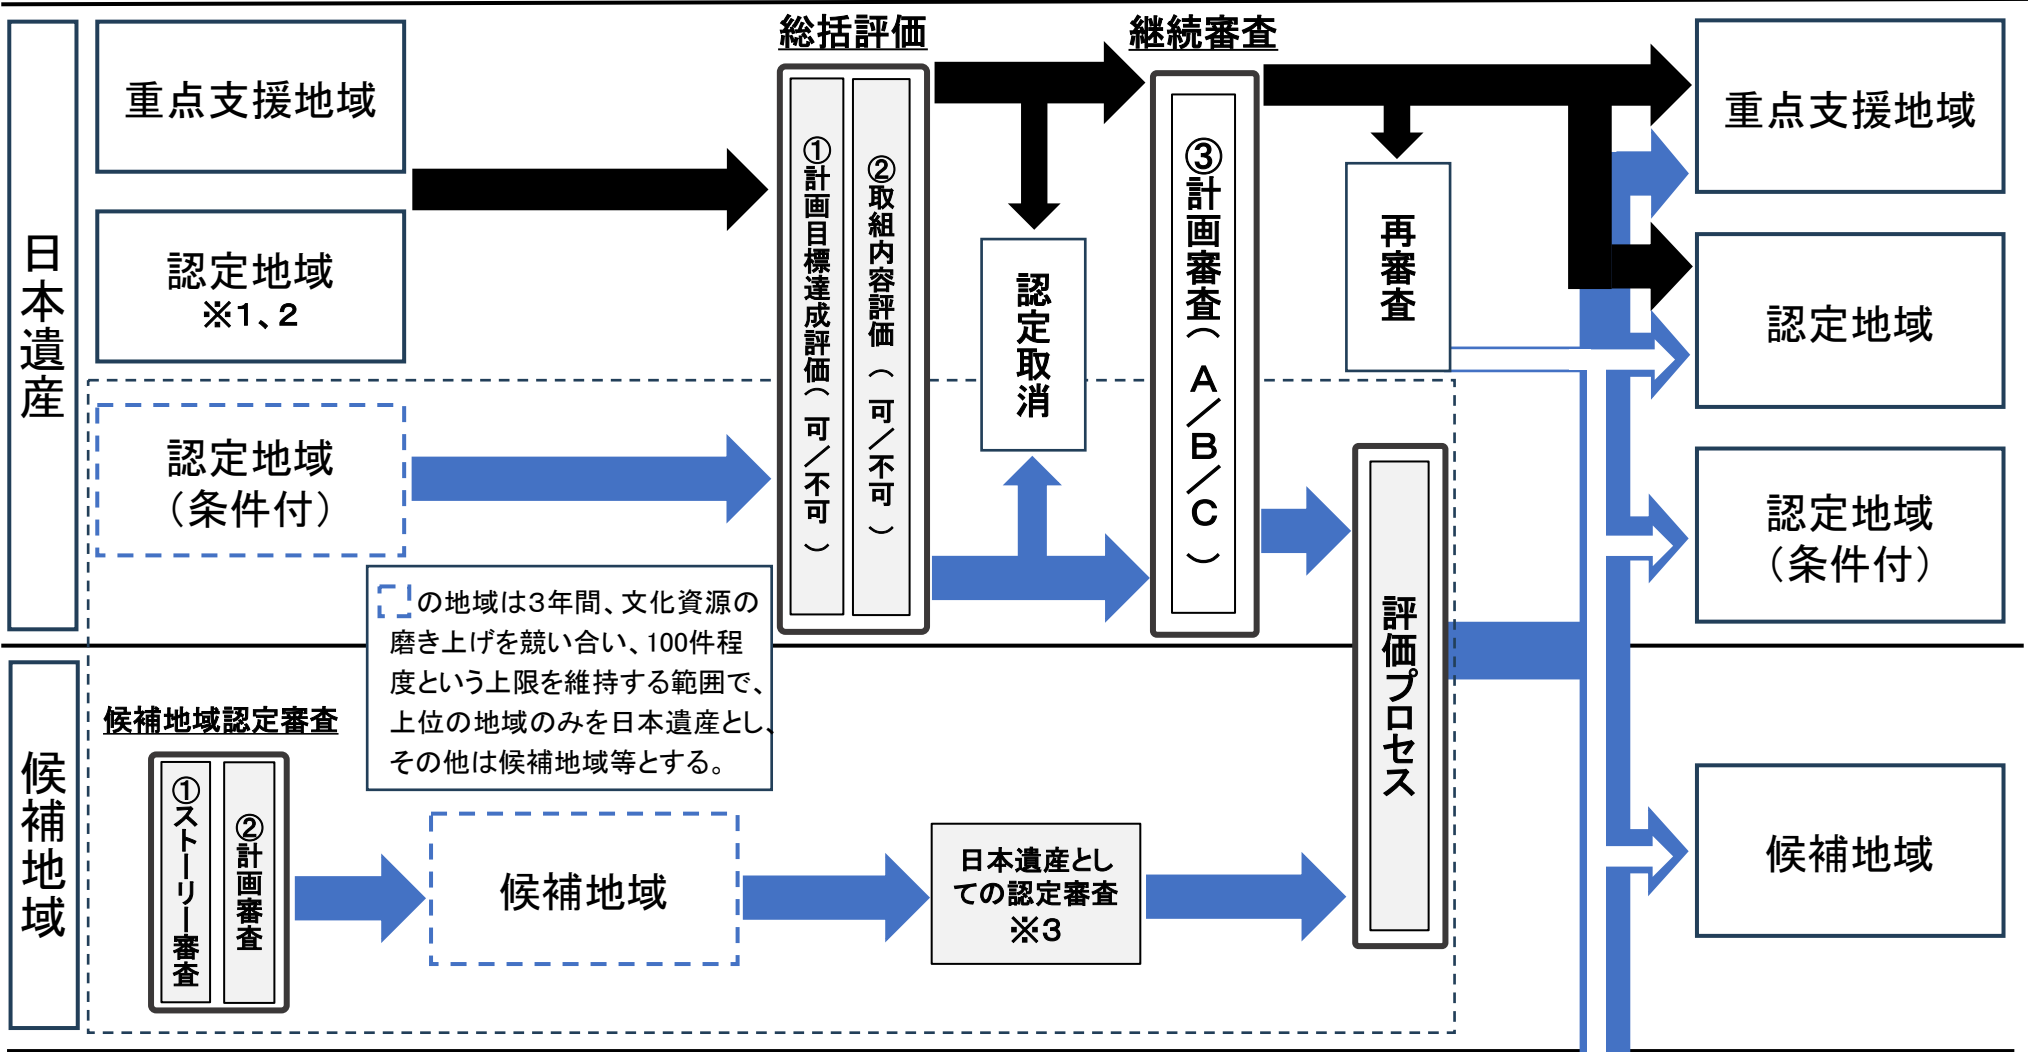 日本遺産
重点支援地域
認定地域
※1、2
認定地域
（条件付）
総括評価
①計画目標達成評価（可／不可）
②取組内容評価（可／不可）
認定取消
継続審査
③計画審査（A／B／C）
再審査
評価プロセス
重点支援地域
認定地域
認定地域
（条件付）
の地域は3年間、文化資源の
磨き上げを競い合い、100件程
度という上限を維持する範囲で、
上位の地域のみを日本遺産とし、
その他は候補地域等とする。
候補地域
候補地域認定審査
①ストーリー審査
②計画審査
候補地域
日本遺産とし
ての認定審査
※3
候補地域